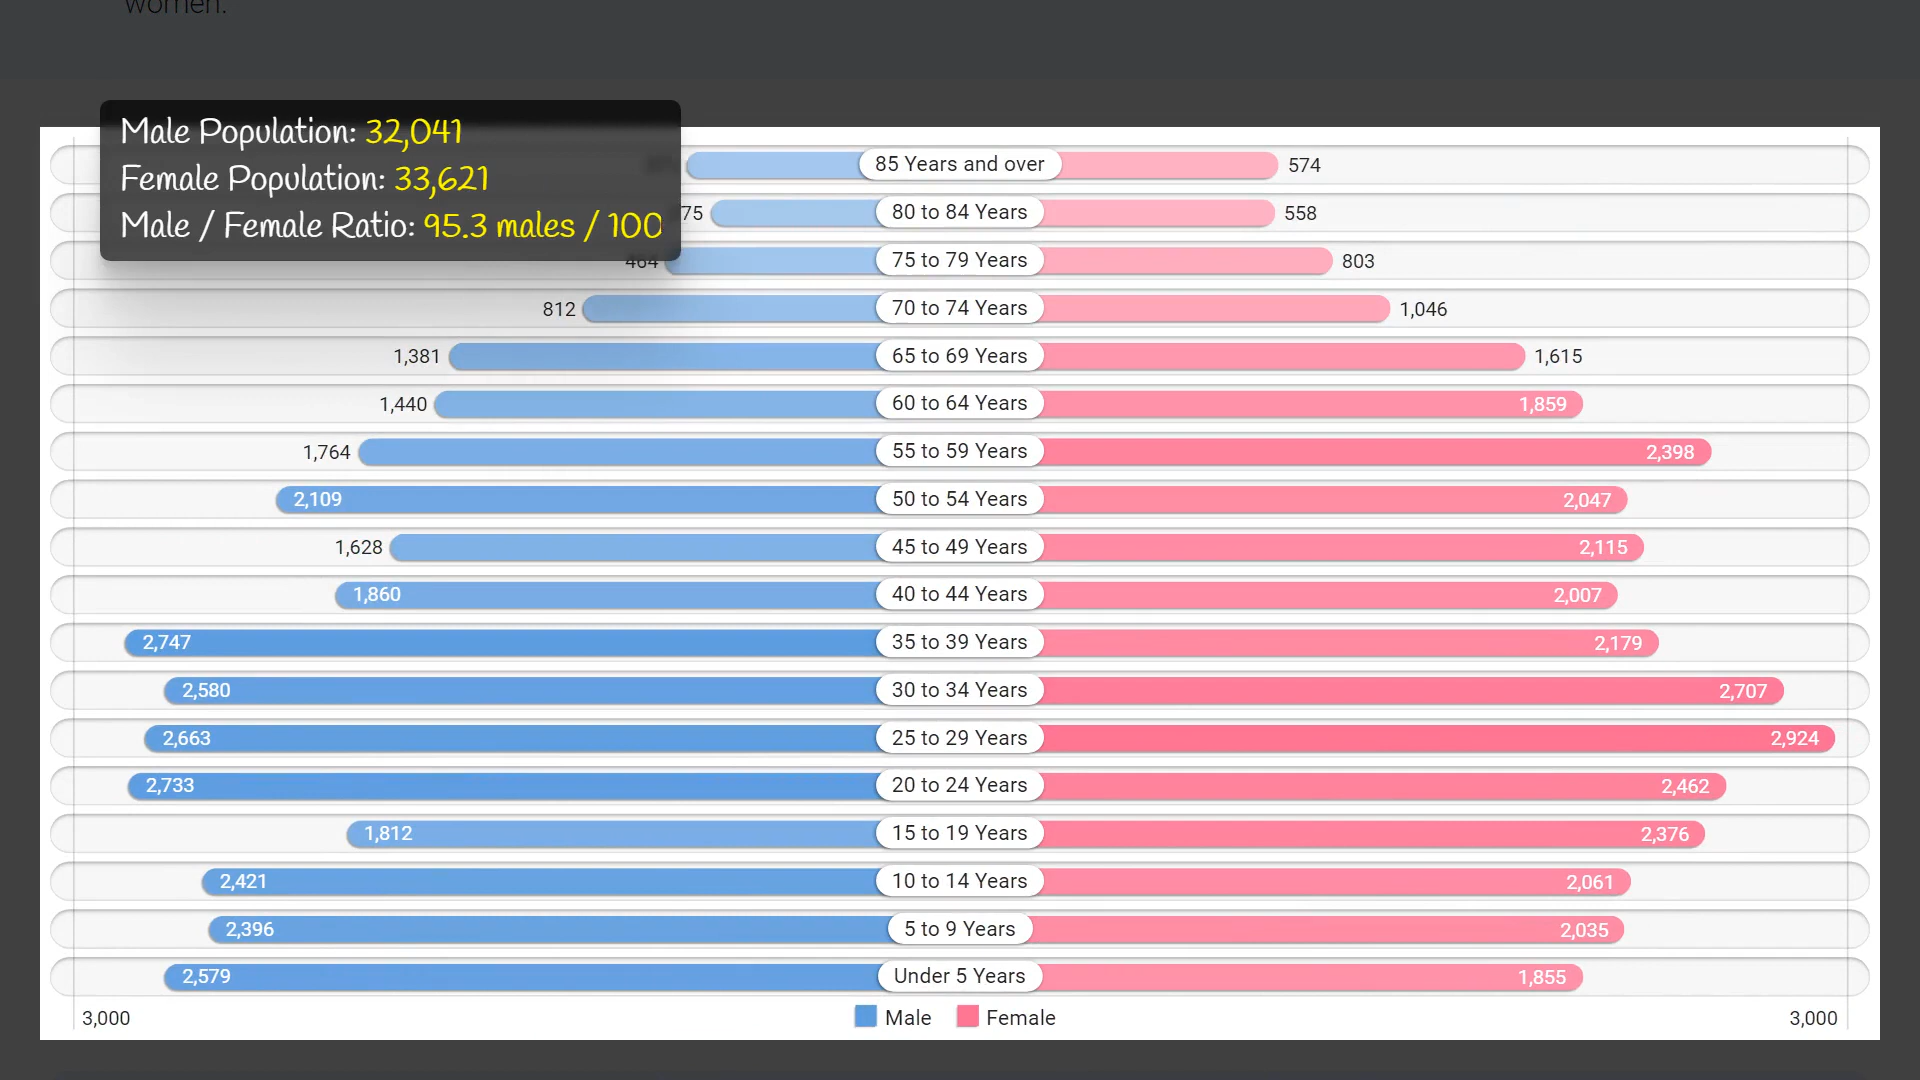 women.
Male Population: 32,041
Female Population: 33,621
Male / Female Ratio: 95.3 males / 100
85 Years and over 574
75 80 to 84 Years 558
464 75 to 79 Years 803
812 70 to 74 Years 1,046
1,381 65 to 69 Years 1,615
1,440 60 to 64 Years 1,859
1,764 55 to 59 Years 2,398
2,109 50 to 54 Years 2,047
1,628 45 to 49 Years 2,115
1,860 40 to 44 Years 2,007
2,747 35 to 39 Years 2,179
2,580 30 to 34 Years 2,707
2,663 25 to 29 Years 2,924
2,733 20 to 24 Years 2,462
1,812 15 to 19 Years 2,376
2,421 10 to 14 Years 2,061
2,396 5 to 9 Years 2,035
2,579 Under 5 Years 1,855
3,000 Male Female 3,000